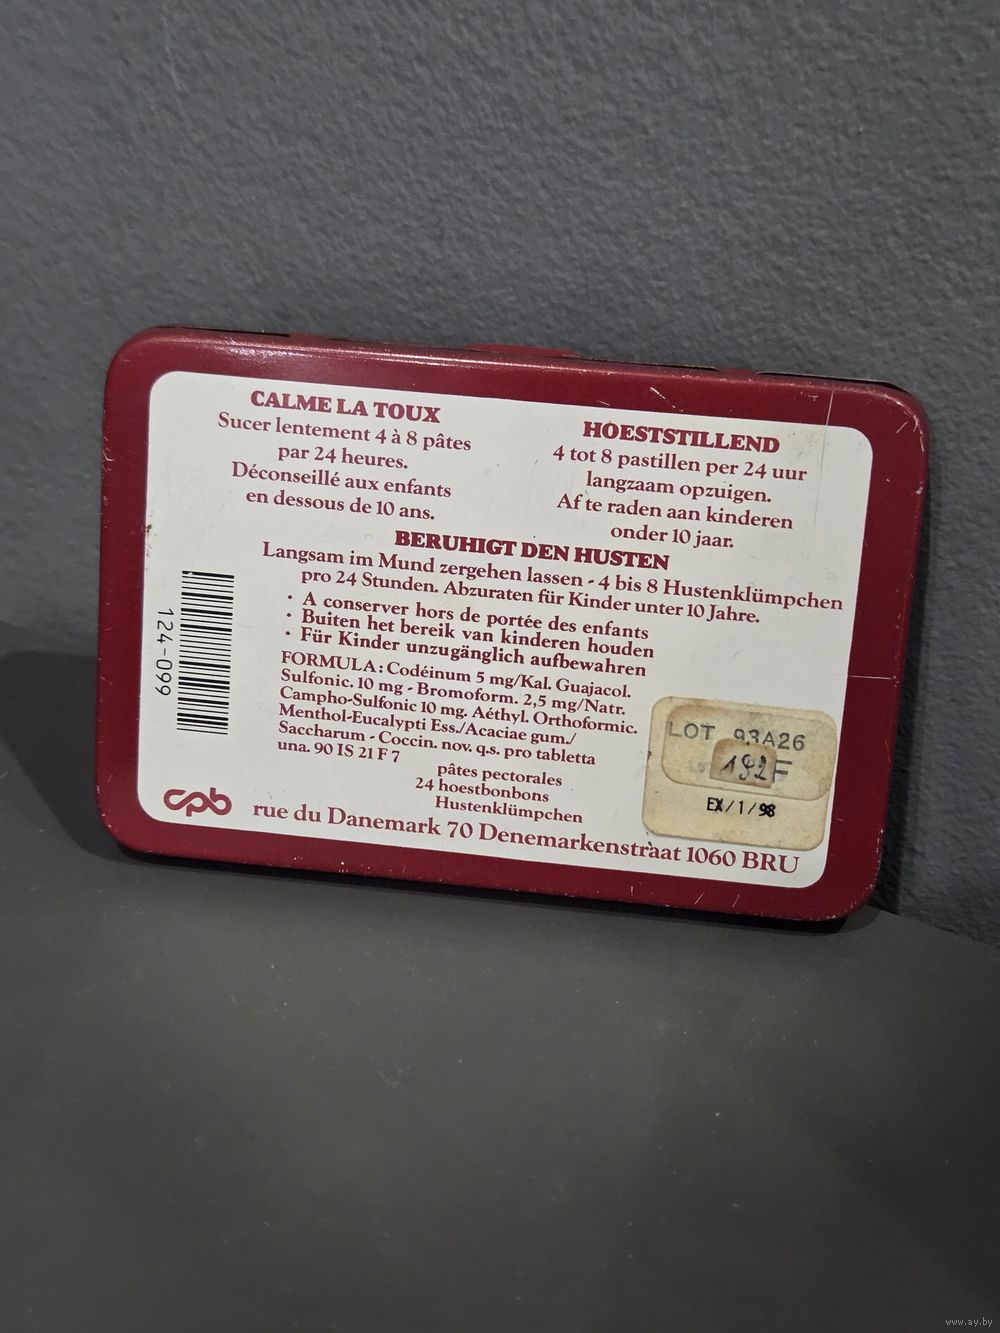 CALME LA TOUX
Sucer lentement 4 à 8 pâtes
par 24 heures.
Déconseillé aux enfants
en dessous de 10 ans.
HOESTSTILLEND
4 tot 8 pastillen per 24 uur
langzaam opzuigen.
Af te raden aan kinderen
onder 10 jaar.
BERUHIGT DEN HUSTEN
Langsam im Mund zergehen lassen - 4 bis 8 Hustenklümpchen
pro 24 Stunden. Abzuraten für Kinder unter 10 Jahre.
· A conserver hors de portée des enfants
· Buiten het bereik van kinderen houden
· Für Kinder unzugänglich aufbewahren
FORMULA: Codéinum 5 mg/Kal. Guajacol.
Sulfonic. 10 mg - Bromoform. 2,5 mg/Natr.
Campho-Sulfonic 10 mg. Aéthyl. Orthoformic.
Menthol-Eucalypti Ess./Acaciae gum./
Saccharum - Coccin. nov. q.s. pro tabletta
una. 90 IS 21 F 7
pâtes pectorales
24 hoestbonbons
Hustenklümpchen
124-099
LOT 93A26
192F
EX/1/98
cpb
rue du Danemark 70 Denemarkenstraat 1060 BRU
www.ay.by